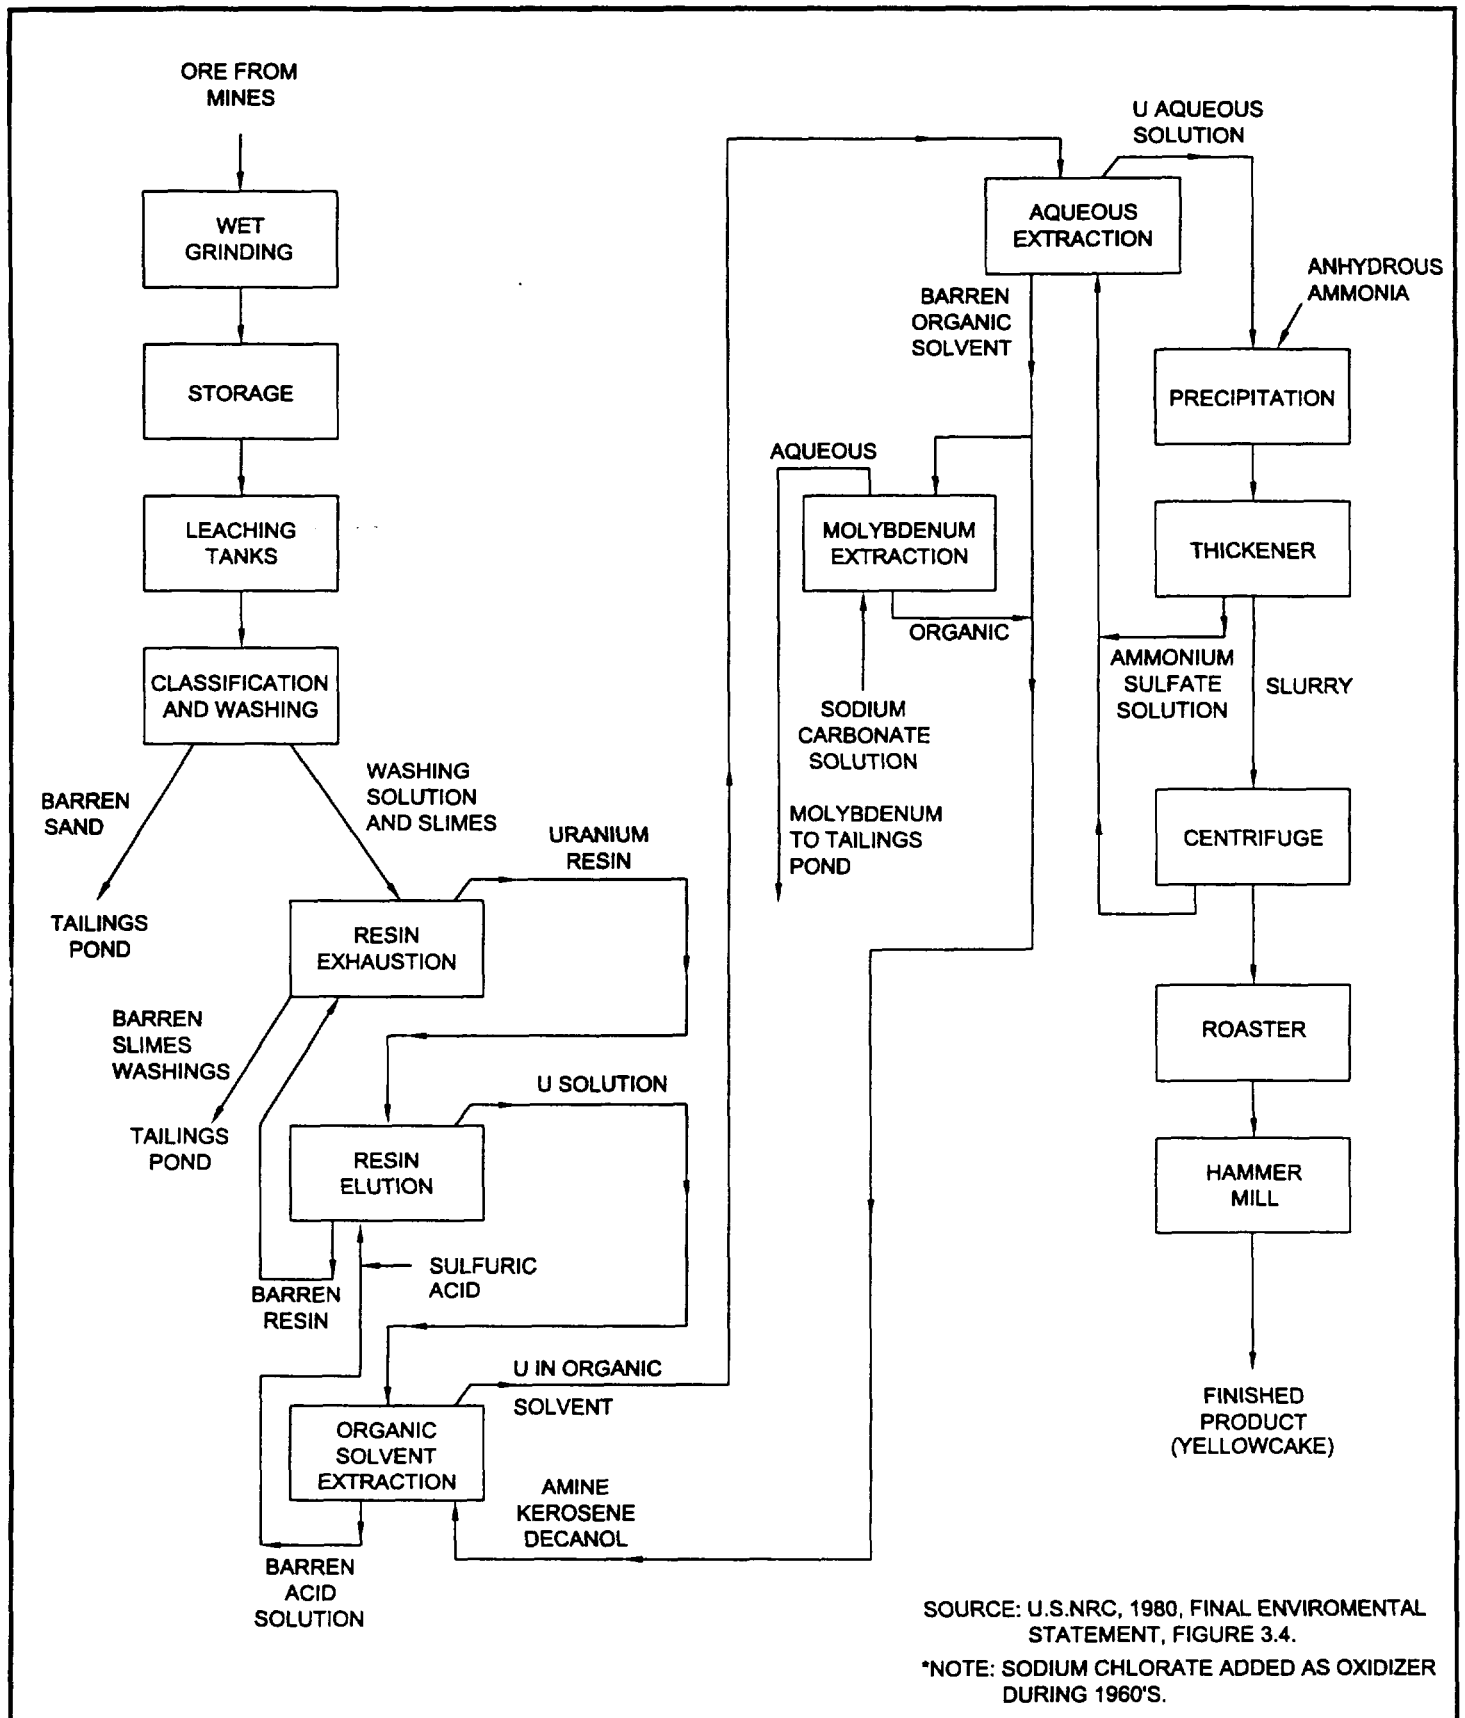 ORE FROM
MINES
WET
GRINDING
STORAGE
LEACHING
TANKS
CLASSIFICATION
AND WASHING
BARREN
SAND
TAILINGS
POND
WASHING
SOLUTION
AND SLIMES
URANIUM
RESIN
RESIN
EXHAUSTION
BARREN
SLIMES
WASHINGS
TAILINGS
POND
U SOLUTION
RESIN
ELUTION
BARREN
RESIN
SULFURIC
ACID
U IN ORGANIC
SOLVENT
ORGANIC
SOLVENT
EXTRACTION
BARREN
ACID
SOLUTION
AMINE
KEROSENE
DECANOL
U AQUEOUS
SOLUTION
AQUEOUS
EXTRACTION
BARREN
ORGANIC
SOLVENT
AQUEOUS
MOLYBDENUM
EXTRACTION
ORGANIC
SODIUM
CARBONATE
SOLUTION
MOLYBDENUM
TO TAILINGS
POND
ANHYDROUS
AMMONIA
PRECIPITATION
THICKENER
AMMONIUM
SULFATE
SOLUTION
SLURRY
CENTRIFUGE
ROASTER
HAMMER
MILL
FINISHED
PRODUCT
(YELLOWCAKE)
SOURCE: U.S.NRC, 1980, FINAL ENVIROMENTAL
STATEMENT, FIGURE 3.4.
*NOTE: SODIUM CHLORATE ADDED AS OXIDIZER
DURING 1960'S.